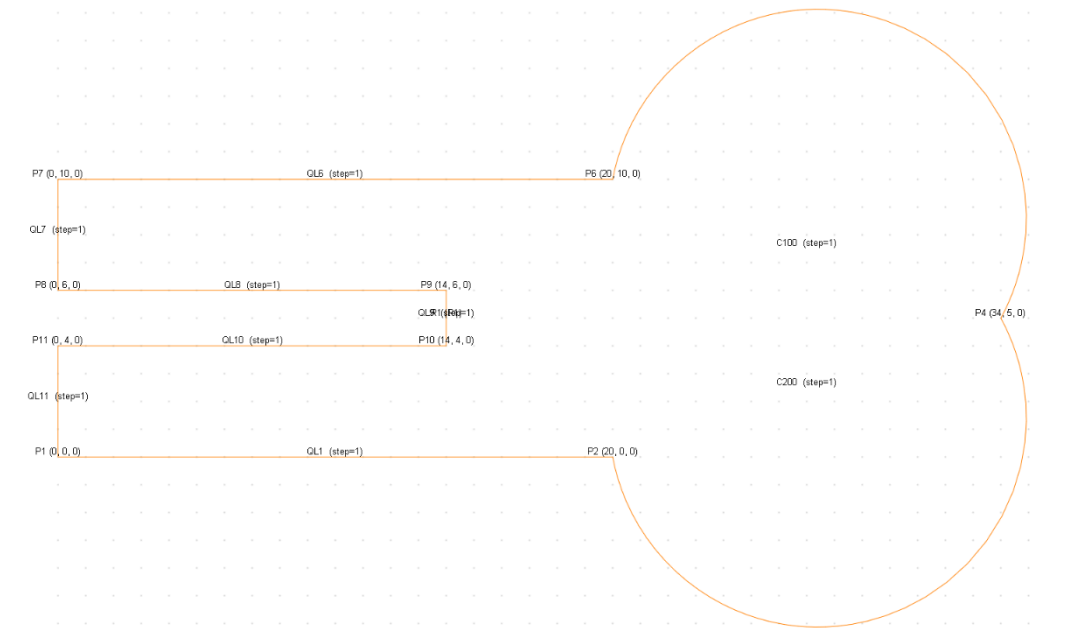 P7 (0, 10, 0)
QL6 (step=1)
P6 (20, 10, 0)
QL7 (step=1)
C100 (step=1)
P8 (0, 6, 0)
QL8 (step=1)
P9 (14, 6, 0)
P4 (34, 5, 0)
P11 (0, 4, 0)
QL10 (step=1)
P10 (14, 4, 0)
C200 (step=1)
QL11 (step=1)
P1 (0, 0, 0)
QL1 (step=1)
P2 (20, 0, 0)